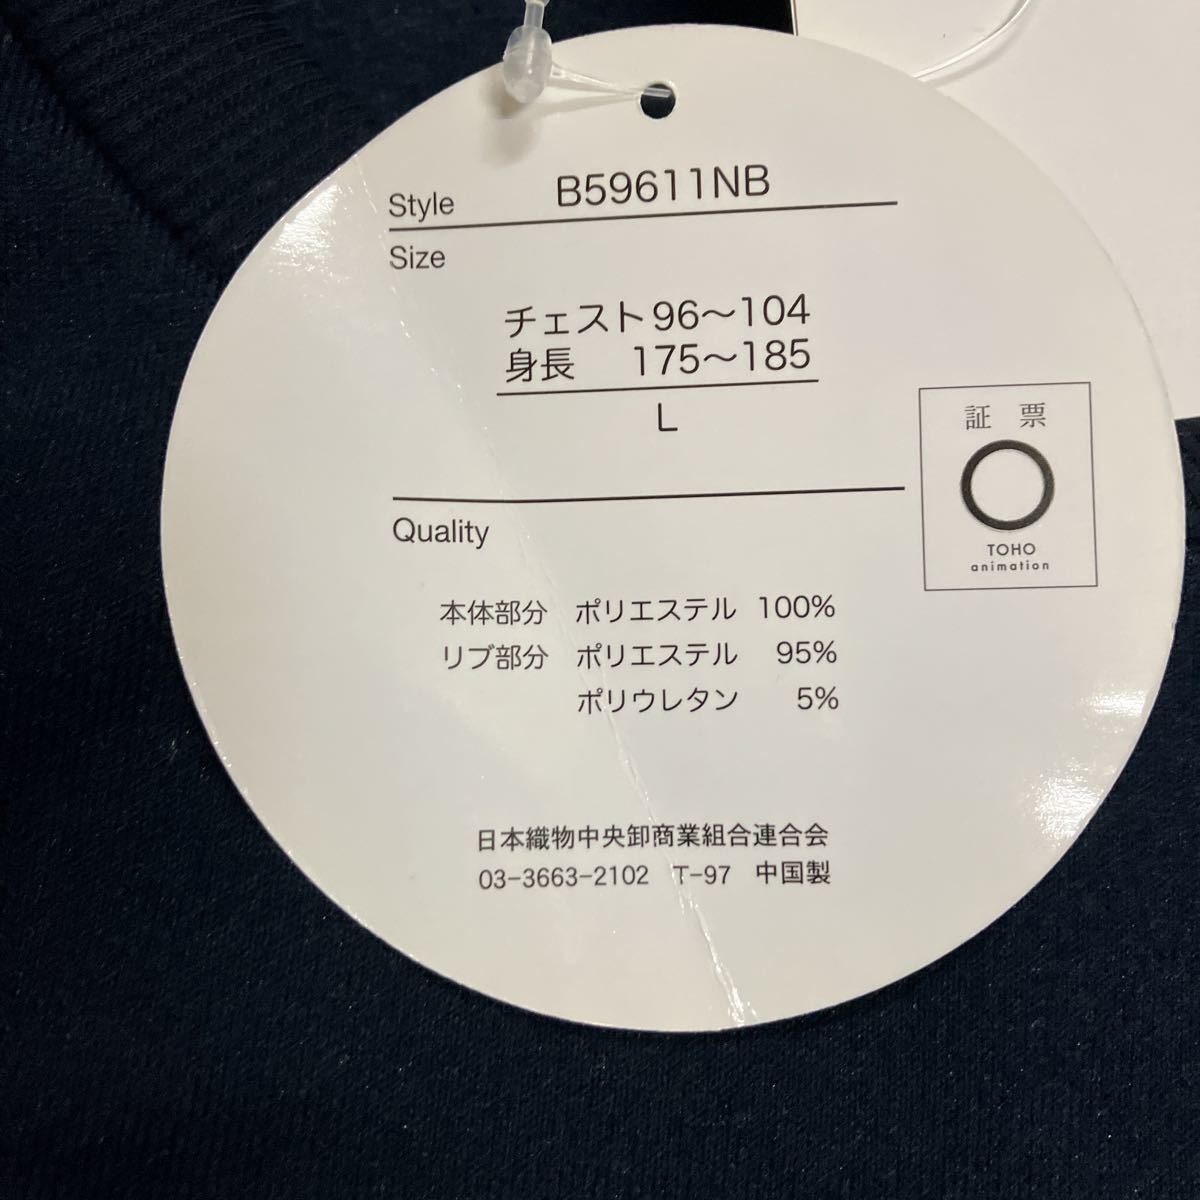 Style B59611NB
Size
チェスト 96〜104
身長 175〜185
L
証 票
TOHO
animation
Quality
本体部分 ポリエステル 100%
リブ部分 ポリエステル 95%
ポリウレタン 5%
日本織物中央卸商業組合連合会
03-3663-2102 T-97 中国製